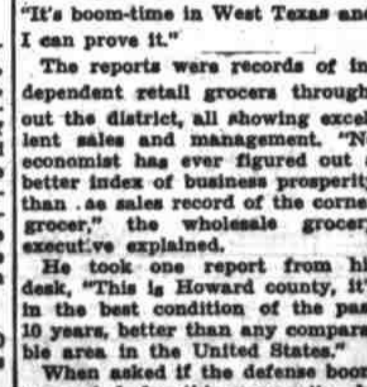 "It's boom-time in West Texas and
I can prove it."
The reports were records of in
dependent retail grocers through
out the district, all showing excel
lent sales and management. "N
economist has ever figured out
better index of business prosperity
than .ae sales record of the corne
grocer," the wholesale grocer
executive explained.
He took one report from hi
desk, "This is Howard county, it'
in the best condition of the pas
10 years, better than any compara
ble area in the United States."
When asked if the defense boom